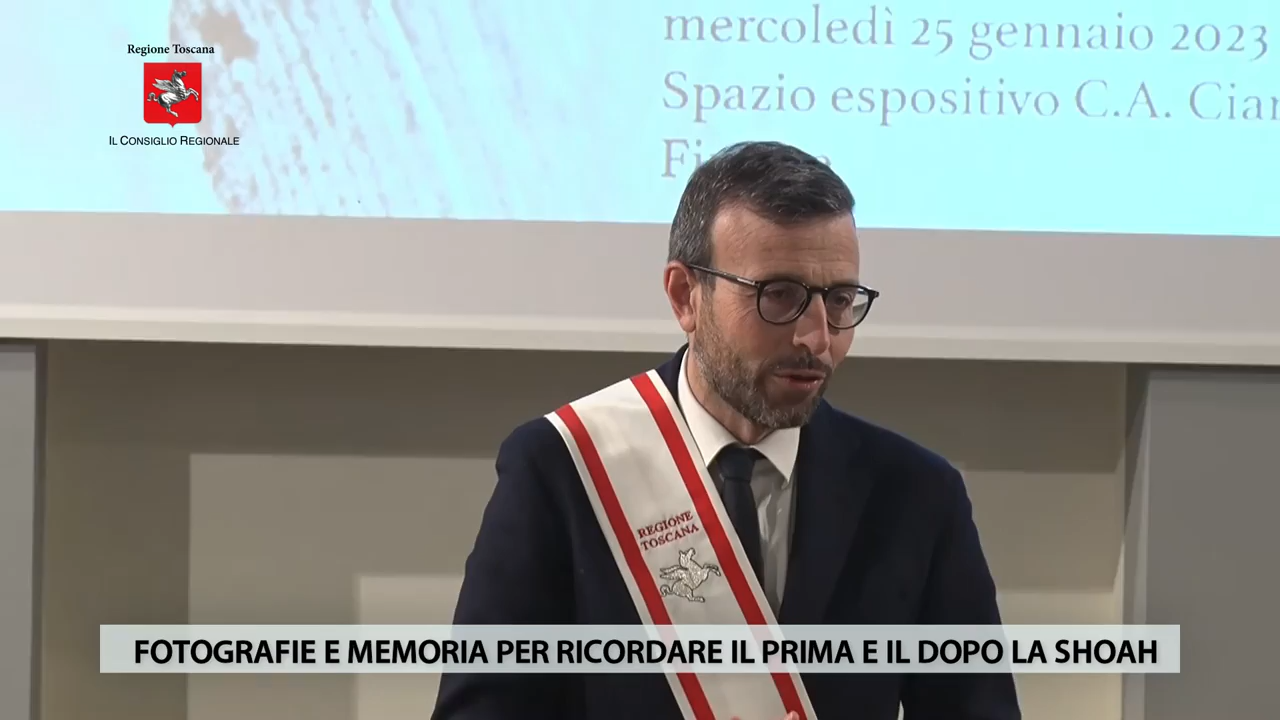 mercoledì 25 gennaio 2023
Spazio espositivo C.A.
Regione Toscana
IL CONSIGLIO REGIONALE
REGIONE
TOSCANA
FOTOGRAFIE E MEMORIA PER RICORDARE IL PRIMA E IL DOPO LA SHOAH